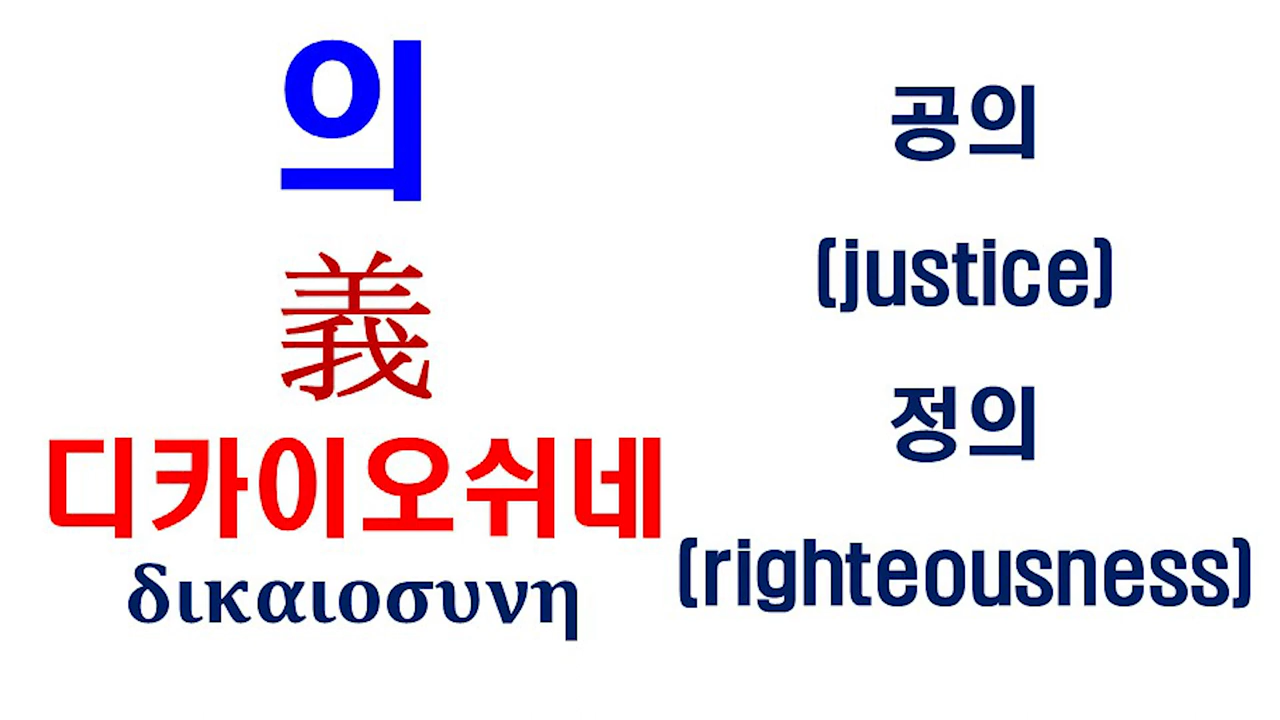 의
義
디카이오쉬네
δικαιοσυνη
공의
(justice)
정의
(righteousness)